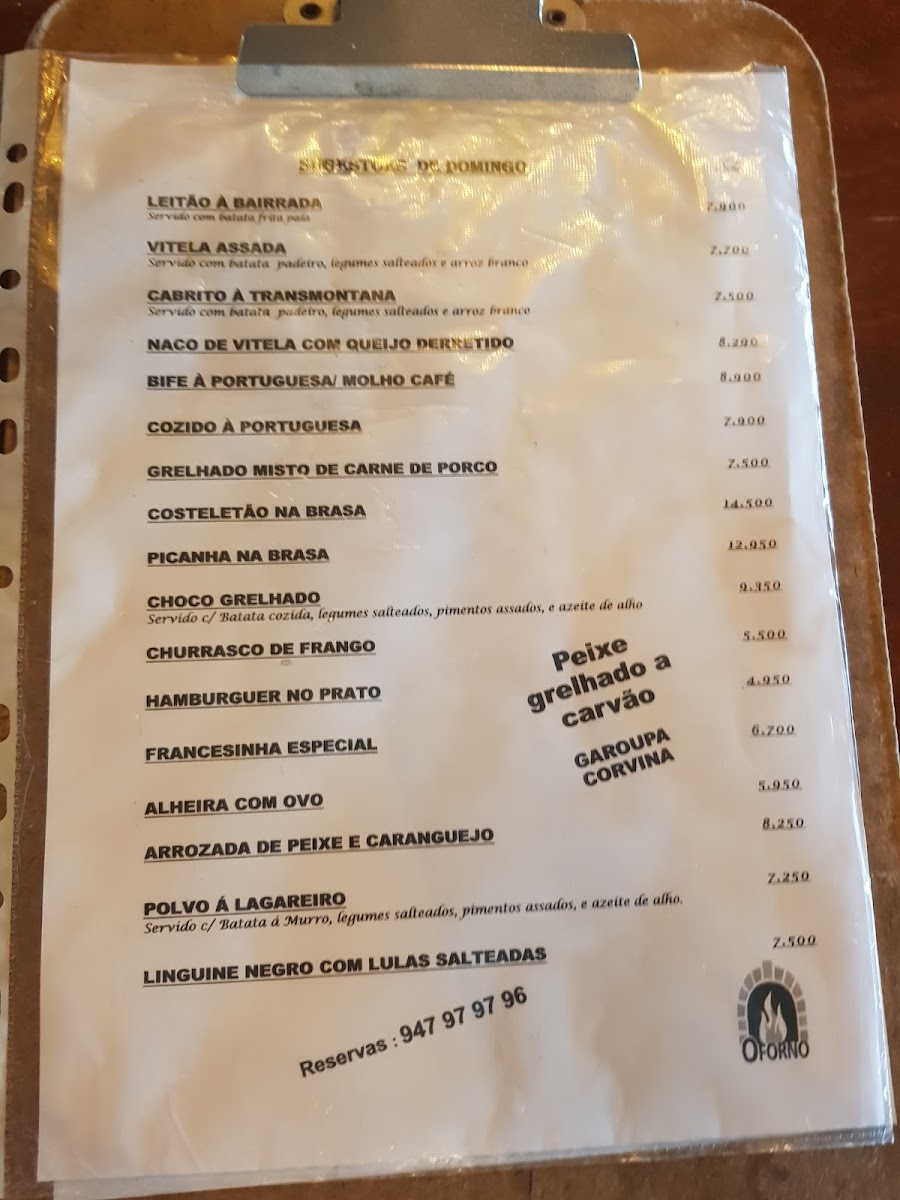 SUGESTOES DE DOMINGO
LEITÃO À BAIRRADA 7.900
Servido com batata frita pala
VITELA ASSADA 7.700
Servido com batata padeiro, legumes salteados e arroz branco
CABRITO À TRANSMONTANA 7.500
Servido com batata padeiro, legumes salteados e arroz branco
NACO DE VITELA COM QUEIJO DERRETIDO 8.200
BIFE À PORTUGUESA/ MOLHO CAFÉ 8.900
COZIDO À PORTUGUESA 7.900
GRELHADO MISTO DE CARNE DE PORCO 7.500
COSTELETÃO NA BRASA 14.500
PICANHA NA BRASA 12.950
CHOCO GRELHADO 9.350
Servido c/ Batata cozida, legumes salteados, pimentos assados, e azeite de alho
CHURRASCO DE FRANGO 5.500
HAMBURGUER NO PRATO 4.950
FRANCESINHA ESPECIAL 6.700
ALHEIRA COM OVO 5.950
ARROZADA DE PEIXE E CARANGUEJO 8.250
POLVO Á LAGAREIRO 7.250
Servido c/ Batata á Murro, legumes salteados, pimentos assados, e azeite de alho.
LINGUINE NEGRO COM LULAS SALTEADAS 7.500
Peixe
grelhado a
carvão
GAROUPA
CORVINA
Reservas : 947 97 97 96
OFORNO